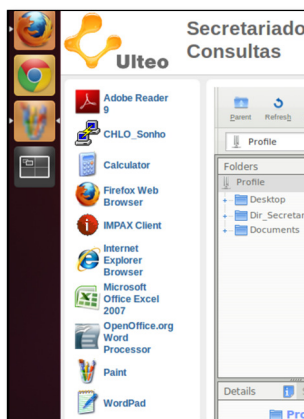 Secretariado
Consultas
Ulteo
Adobe Reader
9
CHLO_Sonho
Calculator
Firefox Web
Browser
IMPAX Client
Internet
Explorer
Browser
Microsoft
Office Excel
2007
OpenOffice.org
Word
Processor
Paint
WordPad
Parent
Refresh
Profile
Folders
Profile
Desktop
Dir_Secretar
Documents
Details